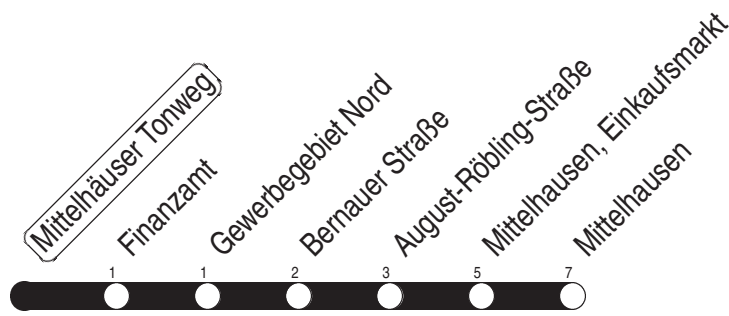 Mittelhäuser Tonweg
Finanzamt
Gewerbegebiet Nord
Bernauer Straße
August-Röbling-Straße
Mittelhausen, Einkaufsmarkt
Mittelhausen
1 1 2 3 5 7